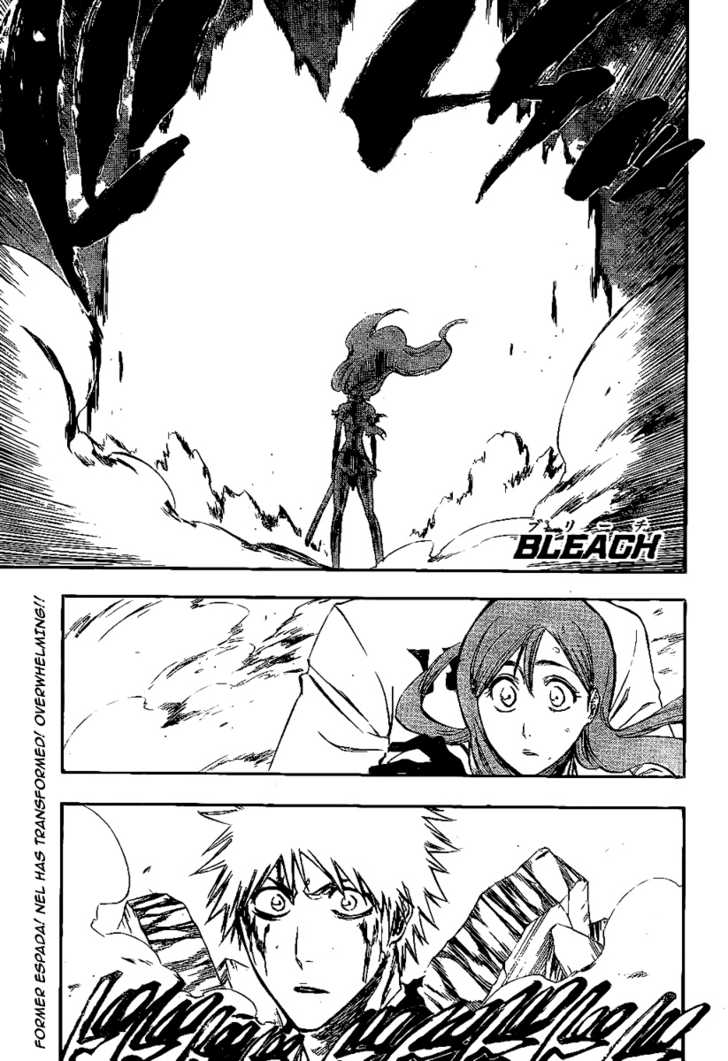 ブリーチ
BLEACH
FORMER ESPADA! NEL HAS TRANSFORMED! OVERWHELMING!!